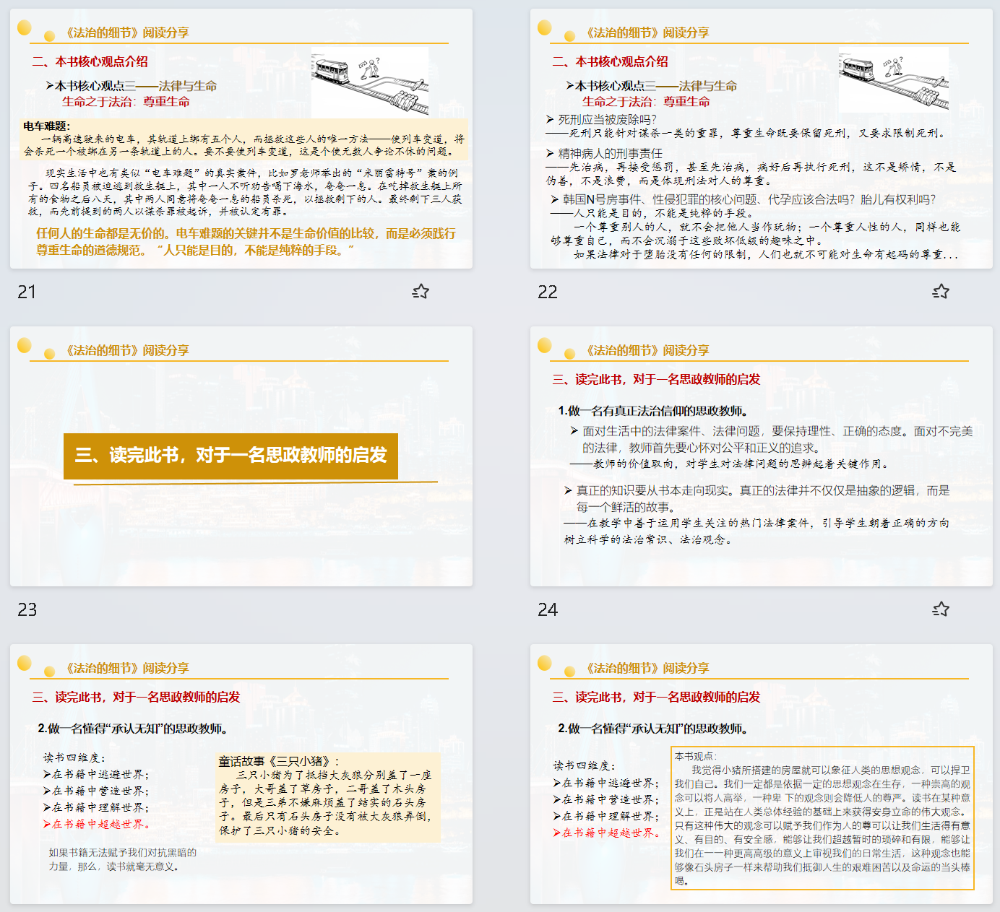 《法治的细节》阅读分享
二、本书核心观点介绍
➢本书核心观点三——法律与生命
生命之于法治：尊重生命
电车难题：
一辆高速驶来的电车，其轨道上绑有五个人，而拯救这些人的唯一方法——使列车变道，将
会杀死一个被绑在另一条轨道上的人。要不要使列车变道，这是个使无数人争论不休的问题。
现实生活中也有类似“电车难题”的真实案件，比如罗老师举出的“米丽雷特号”案的例
子。四名船员被迫逃到救生艇上，其中一人不听劝告喝下海水，奄奄一息。在吃掉救生艇上所
有的食物之后八天，其中两人同意将奄奄一息的船员杀死，以拯救剩下的人。最终剩下三人获
救，而先前提到的两人以谋杀罪被起诉，并被认定有罪。
任何人的生命都是无价的。电车难题的关键并不是生命价值的比较，而是必须践行
尊重生命的道德规范。“人只能是目的，不能是纯粹的手段。”
21
《法治的细节》阅读分享
二、本书核心观点介绍
➢本书核心观点三——法律与生命
生命之于法治：尊重生命
➢ 死刑应当被废除吗？
——死刑只能针对谋杀一类的重罪，尊重生命既要保留死刑，又要求限制死刑。
➢ 精神病人的刑事责任
——先治病，再接受惩罚，甚至先治病，病好后再执行死刑，这不是矫情，不是
伪善，不是浪费，而是体现刑法对人的尊重。
➢ 韩国N号房事件、性侵犯罪的核心问题、代孕应该合法吗？胎儿有权利吗？
——人只能是目的，不能是纯粹的手段。
一个尊重别人的人，就不会把他人当作玩物；一个尊重人性的人，同样也能
够尊重自己，而不会沉溺于这些败坏低级的趣味之中。
如果法律对于堕胎没有任何的限制，人们也就不可能对生命有起码的尊重...
22
《法治的细节》阅读分享
三、读完此书，对于一名思政教师的启发
23
《法治的细节》阅读分享
三、读完此书，对于一名思政教师的启发
1.做一名有真正法治信仰的思政教师。
➢ 面对生活中的法律案件、法律问题，要保持理性、正确的态度。面对不完美
的法律，教师首先要心怀对公平和正义的追求。
——教师的价值取向，对学生对法律问题的思辨起着关键作用。
➢ 真正的知识要从书本走向现实。真正的法律并不仅仅是抽象的逻辑，而是
每一个鲜活的故事。
——在教学中善于运用学生关注的热门法律案件，引导学生朝着正确的方向
树立科学的法治常识、法治观念。
24
《法治的细节》阅读分享
三、读完此书，对于一名思政教师的启发
2.做一名懂得“承认无知”的思政教师。
读书四维度：
➢在书籍中逃避世界；
➢在书籍中营造世界；
➢在书籍中理解世界；
➢在书籍中超越世界。
如果书籍无法赋予我们对抗黑暗的
力量，那么，读书就毫无意义。
童话故事《三只小猪》：
三只小猪为了抵挡大灰狼分别盖了一座
房子，大哥盖了草房子，二哥盖了木头房
子，但是三弟不嫌麻烦盖了结实的石头房
子。最后只有石头房子没有被大灰狼弄倒，
保护了三只小猪的安全。
《法治的细节》阅读分享
三、读完此书，对于一名思政教师的启发
2.做一名懂得“承认无知”的思政教师。
读书四维度：
➢在书籍中逃避世界；
➢在书籍中营造世界；
➢在书籍中理解世界；
➢在书籍中超越世界。
本书观点：
我觉得小猪所搭建的房屋就可以象征人类的思想观念，可以捍卫
我们自己。我们一定都是依据一定的思想观念在生存，一种崇高的观
念可以将人高举，一种卑 下的观念则会降低人的尊严。读书在某种意
义上，正是站在人类总体经验的基础上来获得安身立命的伟大观念。
只有这种伟大的观念可以赋予我们作为人的尊可以让我们生活得有意
义、有目的、有安全感，能够让我们超越暂时的琐碎和有限，能够让
我们在一一种更高高级的意义上审视我们的日常生活，这种观念也能
够像石头房子一样来帮助我们抵御人生的艰难困苦以及命运的当头棒
喝。